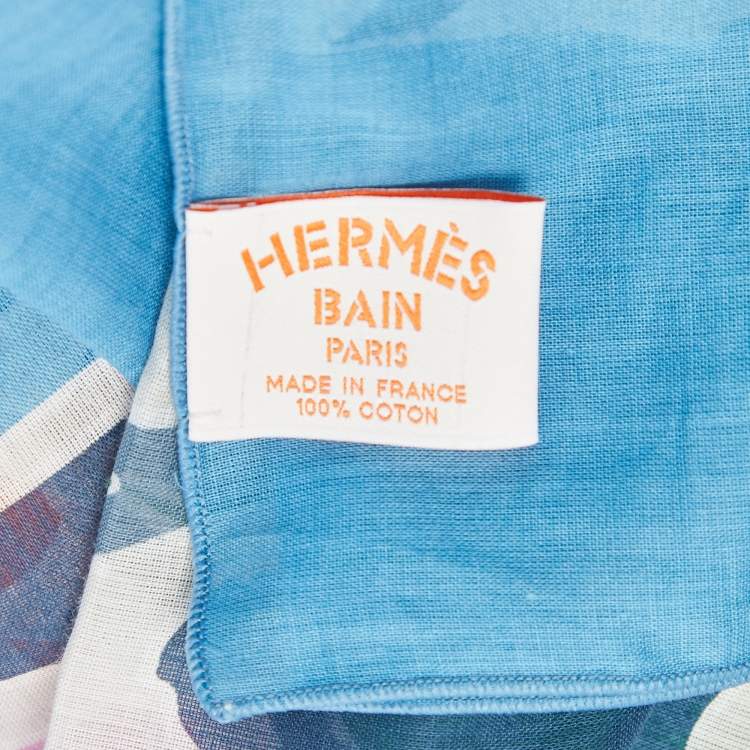 HERMÈS
BAIN
PARIS
MADE IN FRANCE
100% COTON